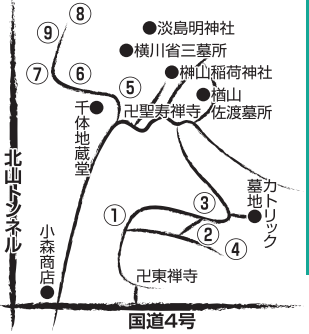 ⑧
⑨
淡島明神社
横川省三墓所
⑦
⑥
榊山稲荷神社
⑤
楢山
佐渡墓所
千体地蔵堂
卍聖寿禅寺
北山トンネル
③
カトリック
墓地
①
②
④
小森商店
卍東禅寺
国道4号